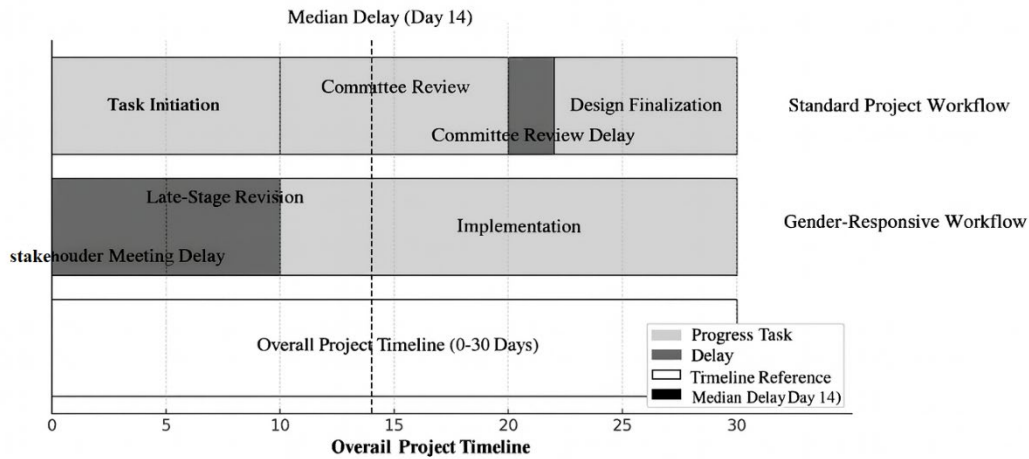 Median Delay (Day 14)
Task Initiation
Committee Review
Design Finalization
Committee Review Delay
Standard Project Workflow
Late-Stage Revision
Implementation
stakehouder Meeting Delay
Gender-Responsive Workflow
Overall Project Timeline (0-30 Days)
Progress Task
Delay
Trmeline Reference
Median Delay Day 14)
0 5 10 15 20 25 30
Overail Project Timeline